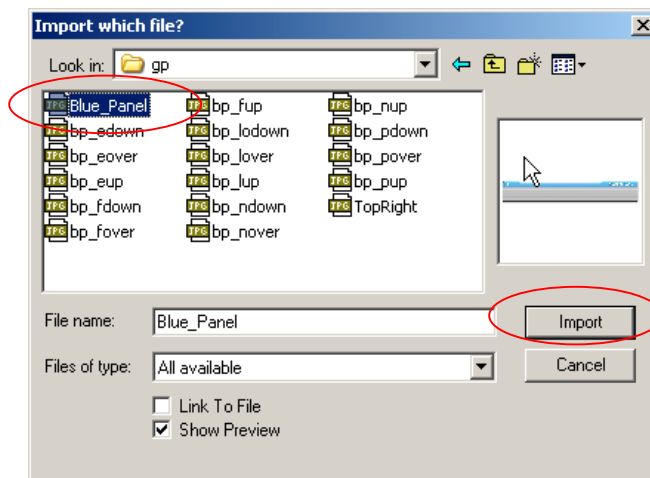 Import which file?
Look in: gp
Blue_Panel bp_fup bp_nup
bp_edown bp_lodown bp_pdown
bp_eover bp_lover bp_pover
bp_eup bp_lup bp_pup
bp_fdown bp_ndown TopRight
bp_fover bp_nover
File name: Blue_Panel Import
Files of type: All available Cancel
Link To File
Show Preview